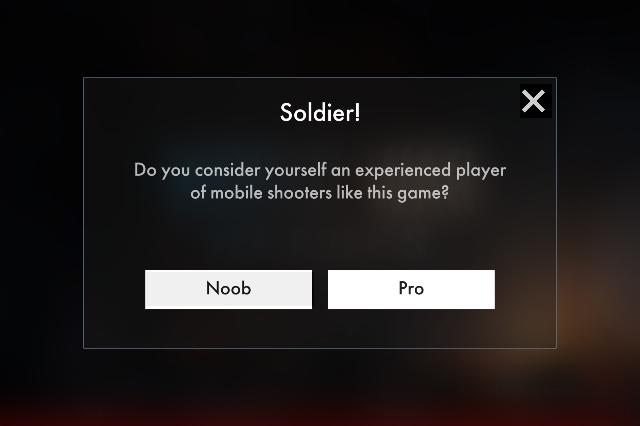 Soldier!
Do you consider yourself an experienced player
of mobile shooters like this game?
Noob
Pro